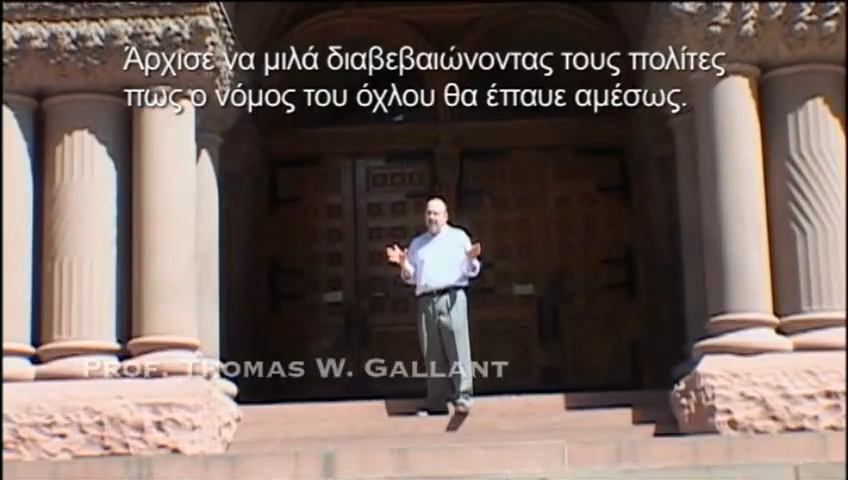 Άρχισε να μιλά διαβεβαιώνοντας τους πολίτες
πως ο νόμος του όχλου θα έπαυε αμέσως.
PROF. THOMAS W. GALLANT